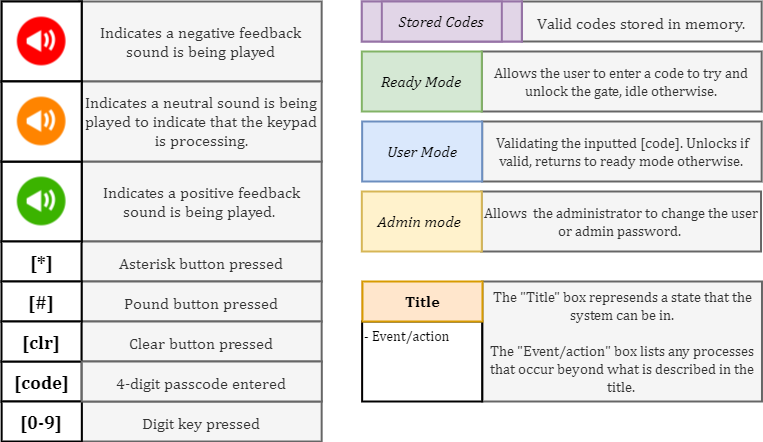 Indicates a negative feedback
sound is being played
Indicates a neutral sound is being
played to indicate that the keypad
is processing.
Indicates a positive feedback
sound is being played.
[*]
Asterisk button pressed
[#]
Pound button pressed
[clr]
Clear button pressed
[code]
4-digit passcode entered
[0-9]
Digit key pressed
Stored Codes
Valid codes stored in memory.
Ready Mode
Allows the user to enter a code to try and
unlock the gate, idle otherwise.
User Mode
Validating the inputted [code]. Unlocks if
valid, returns to ready mode otherwise.
Admin mode
Allows the administrator to change the user
or admin password.
Title
- Event/action
The "Title" box represends a state that the
system can be in.
The "Event/action" box lists any processes
that occur beyond what is described in the
title.